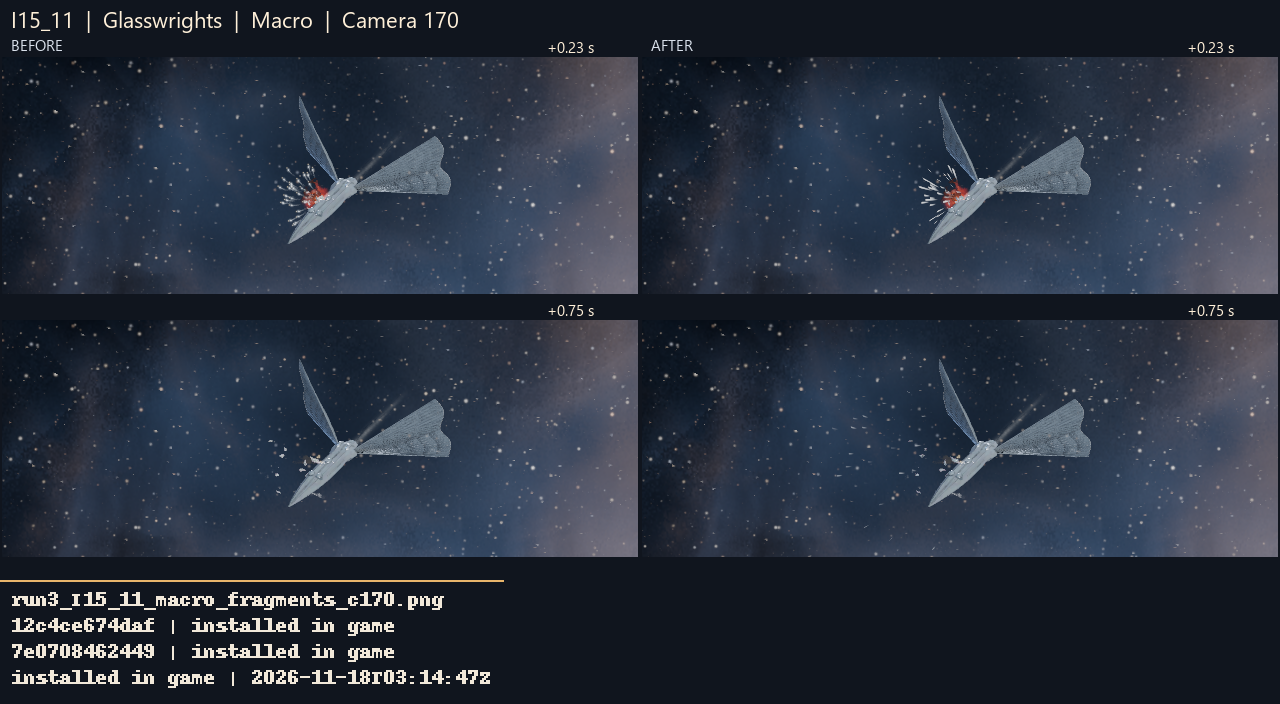 I15_11 | Glasswrights | Macro | Camera 170
BEFORE +0.23 s AFTER +0.23 s
+0.75 s +0.75 s
run3_I15_11_macro_fragments_c170.png
12c4ce674daf | installed in game
7e0708462449 | installed in game
installed in game | 2026-11-18T03:14:47Z